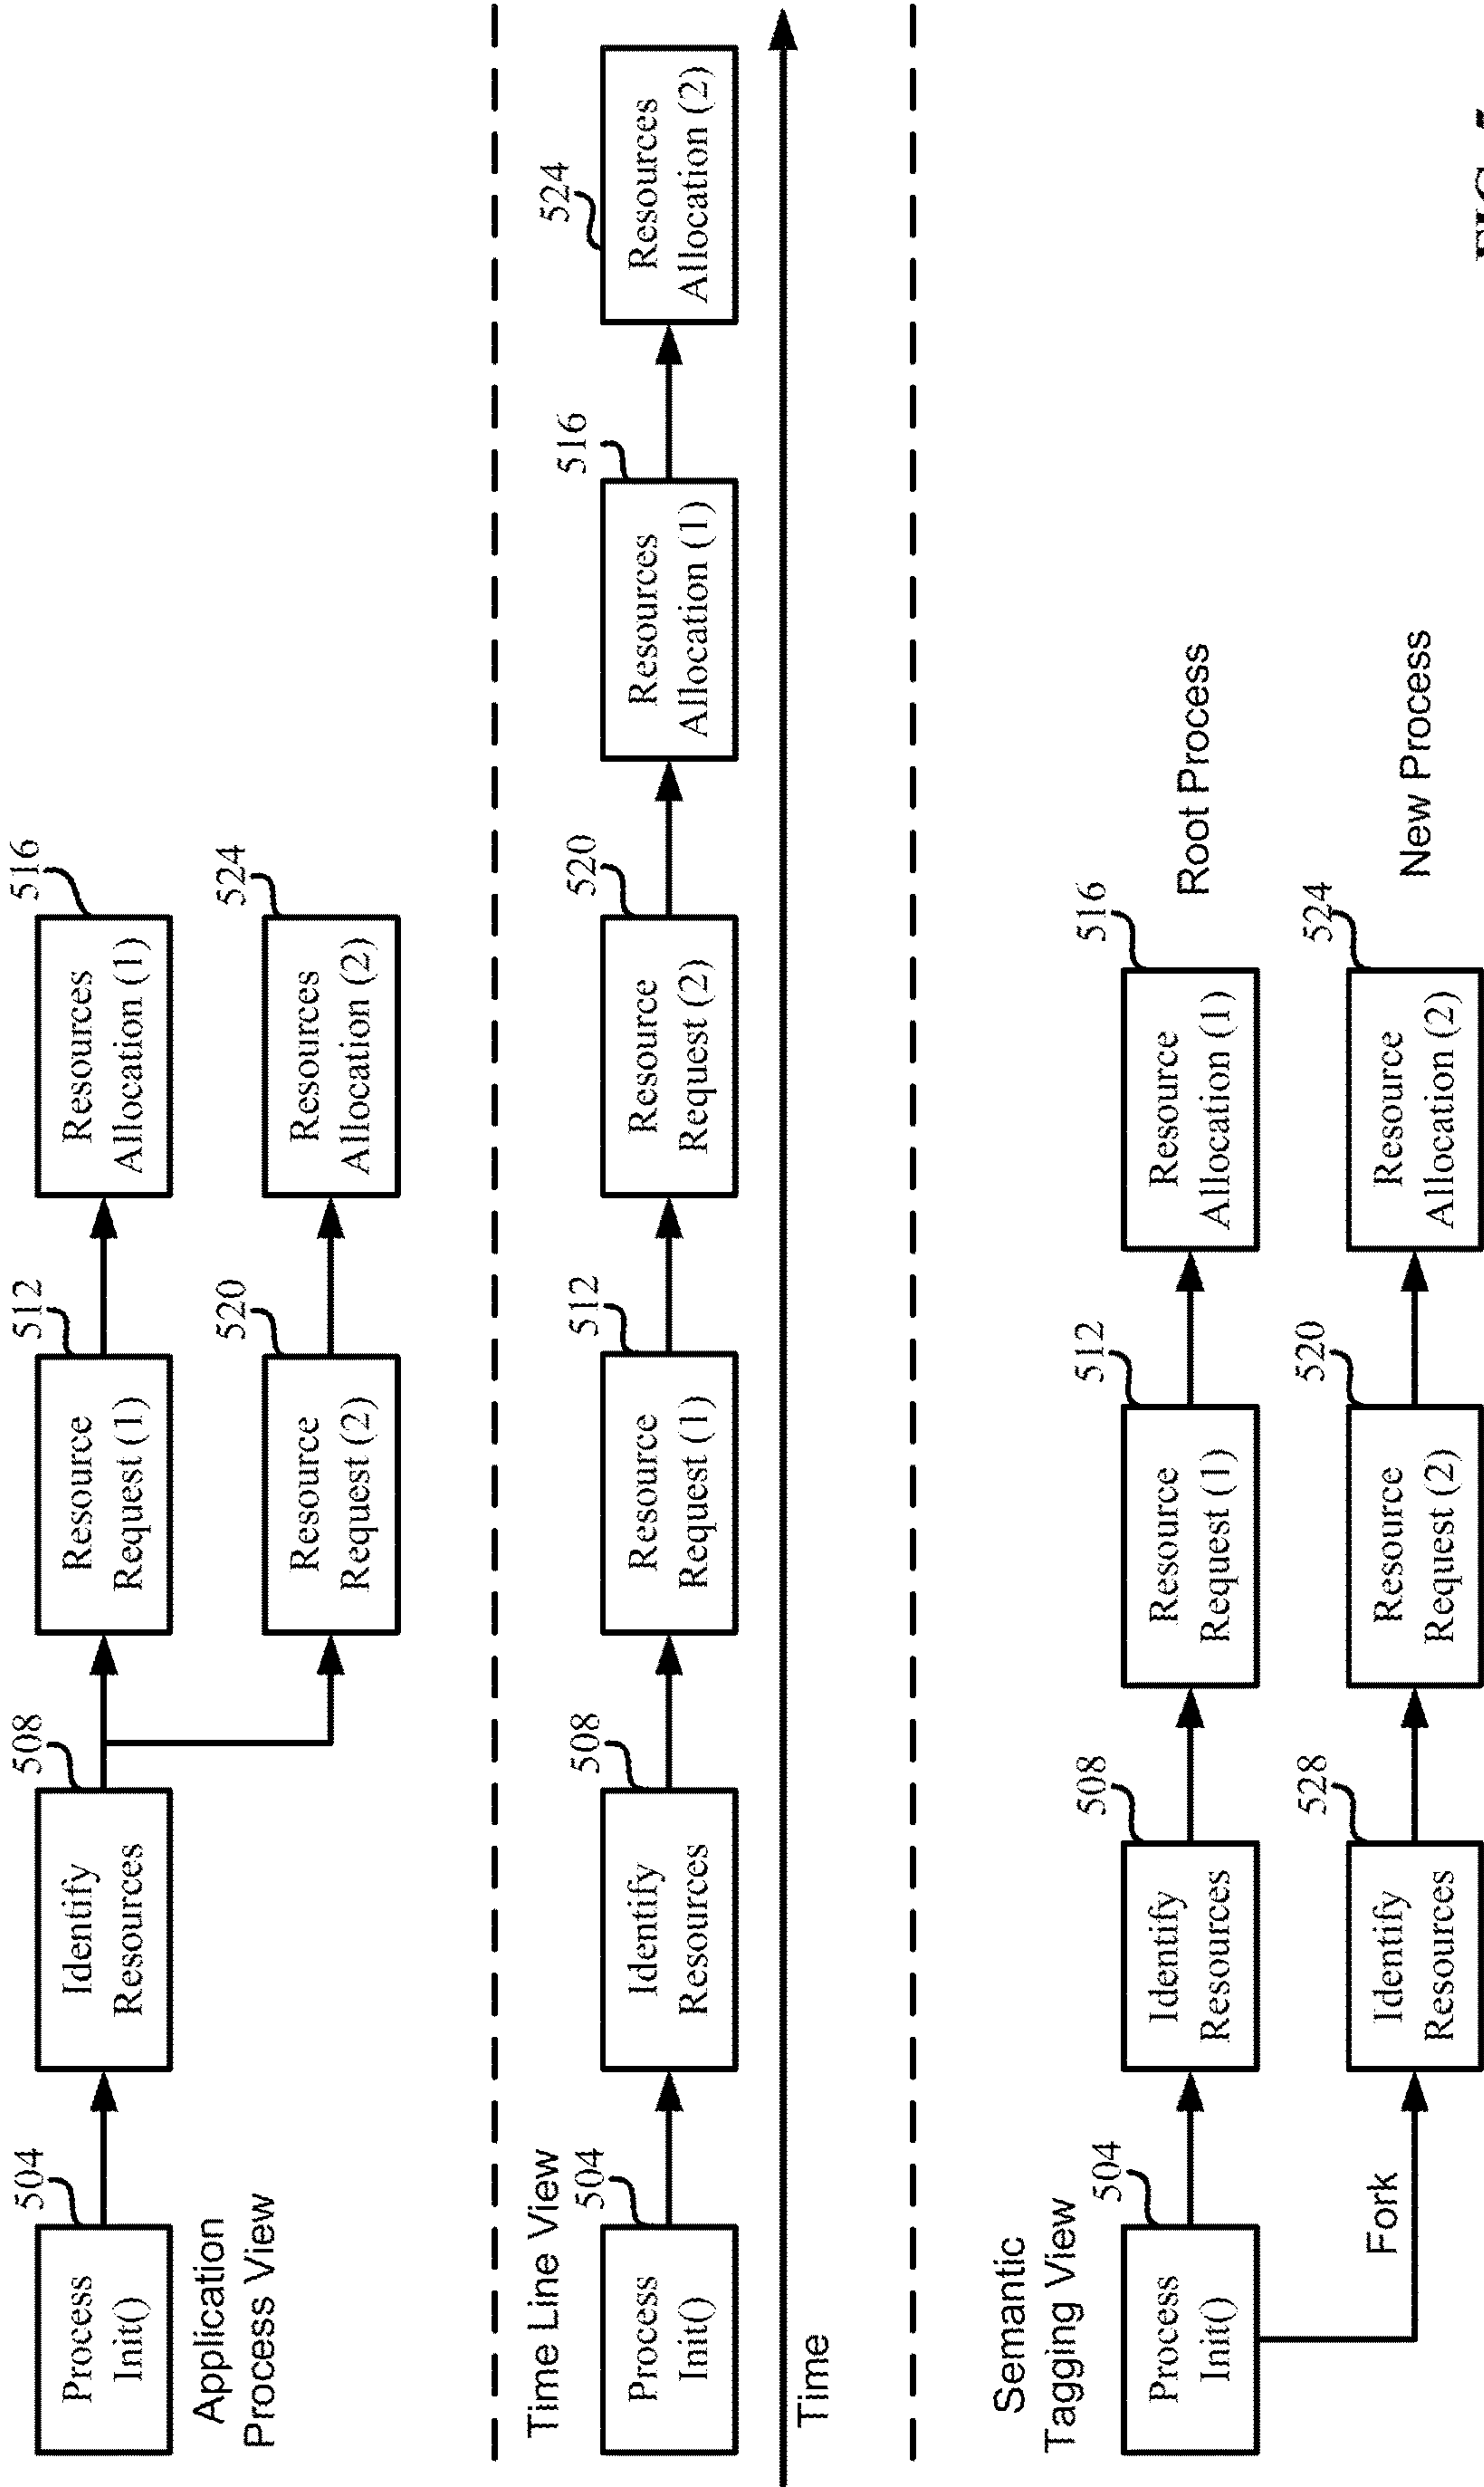 504
508
512
516
Process
Init()
Identify
Resources
Resource
Request (1)
Resources
Allocation (1)
Application
Process View
520
524
Resource
Request (2)
Resources
Allocation (2)
Time Line View
504
508
512
520
516
524
Process
Init()
Identify
Resources
Resource
Request (1)
Resource
Request (2)
Resources
Allocation (1)
Resources
Allocation (2)
Time
Semantic
Tagging View
504
508
512
516
Process
Init()
Identify
Resources
Resource
Request (1)
Resource
Allocation (1)
Root Process
Fork
528
520
524
Identify
Resources
Resource
Request (2)
Resource
Allocation (2)
New Process